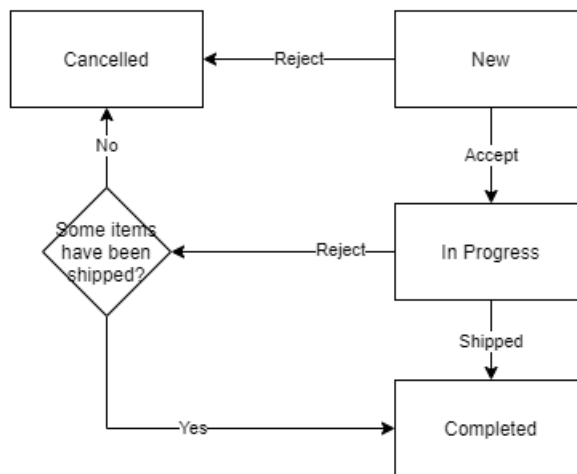 Cancelled
Reject
New
No
Accept
Some items
have been
shipped?
Reject
In Progress
Shipped
Yes
Completed